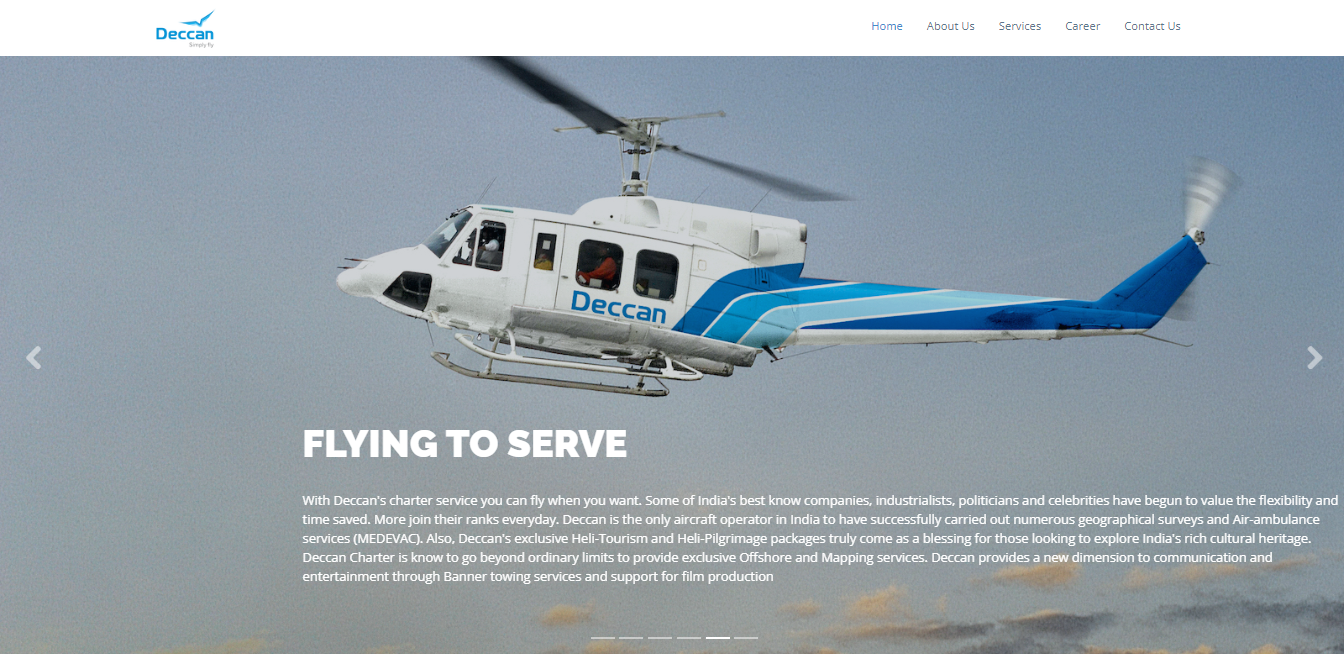 Deccan
Simply fly
Home
About Us
Services
Career
Contact Us
Deccan
FLYING TO SERVE
With Deccan's charter service you can fly when you want. Some of India's best know companies, industrialists, politicians and celebrities have begun to value the flexibility and
time saved. More join their ranks everyday. Deccan is the only aircraft operator in India to have successfully carried out numerous geographical surveys and Air-ambulance
services (MEDEVAC). Also, Deccan's exclusive Heli-Tourism and Heli-Pilgrimage packages truly come as a blessing for those looking to explore India's rich cultural heritage.
Deccan Charter is know to go beyond ordinary limits to provide exclusive Offshore and Mapping services. Deccan provides a new dimension to communication and
entertainment through Banner towing services and support for film production